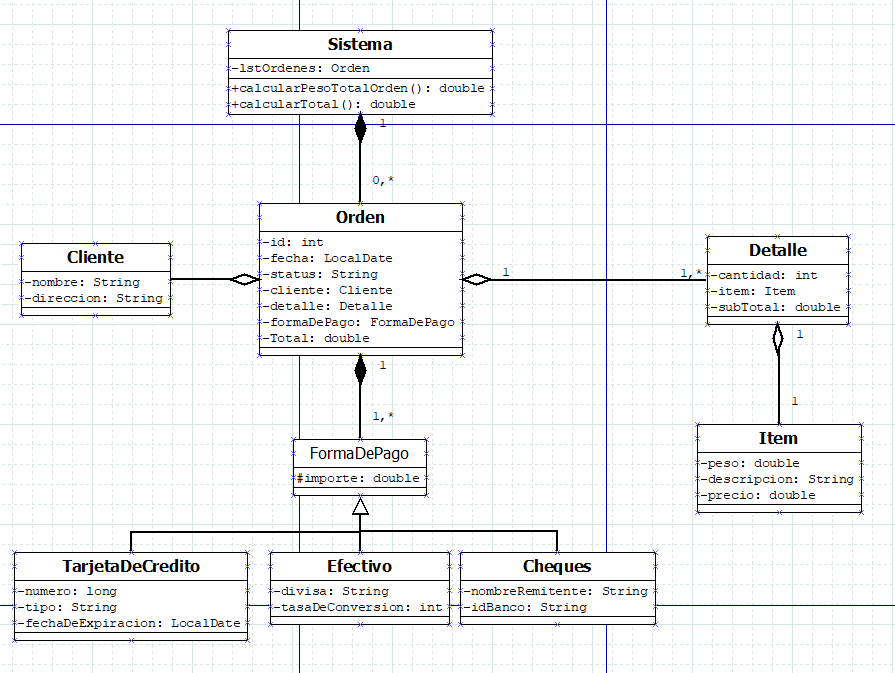 Sistema
-lstOrdenes: Orden
+calcularPesoTotalOrden(): double
+calcularTotal(): double
1
0,*
Orden
-id: int
-fecha: LocalDate
-status: String
-cliente: Cliente
-detalle: Detalle
-formaDePago: FormaDePago
-Total: double
Cliente
-nombre: String
-direccion: String
1
1,*
Detalle
-cantidad: int
-item: Item
-subTotal: double
1
1
Item
-peso: double
-descripcion: String
-precio: double
1
1,*
FormaDePago
#importe: double
TarjetaDeCredito
-numero: long
-tipo: String
-fechaDeExpiracion: LocalDate
Efectivo
-divisa: String
-tasaDeConversion: int
Cheques
-nombreRemitente: String
-idBanco: String